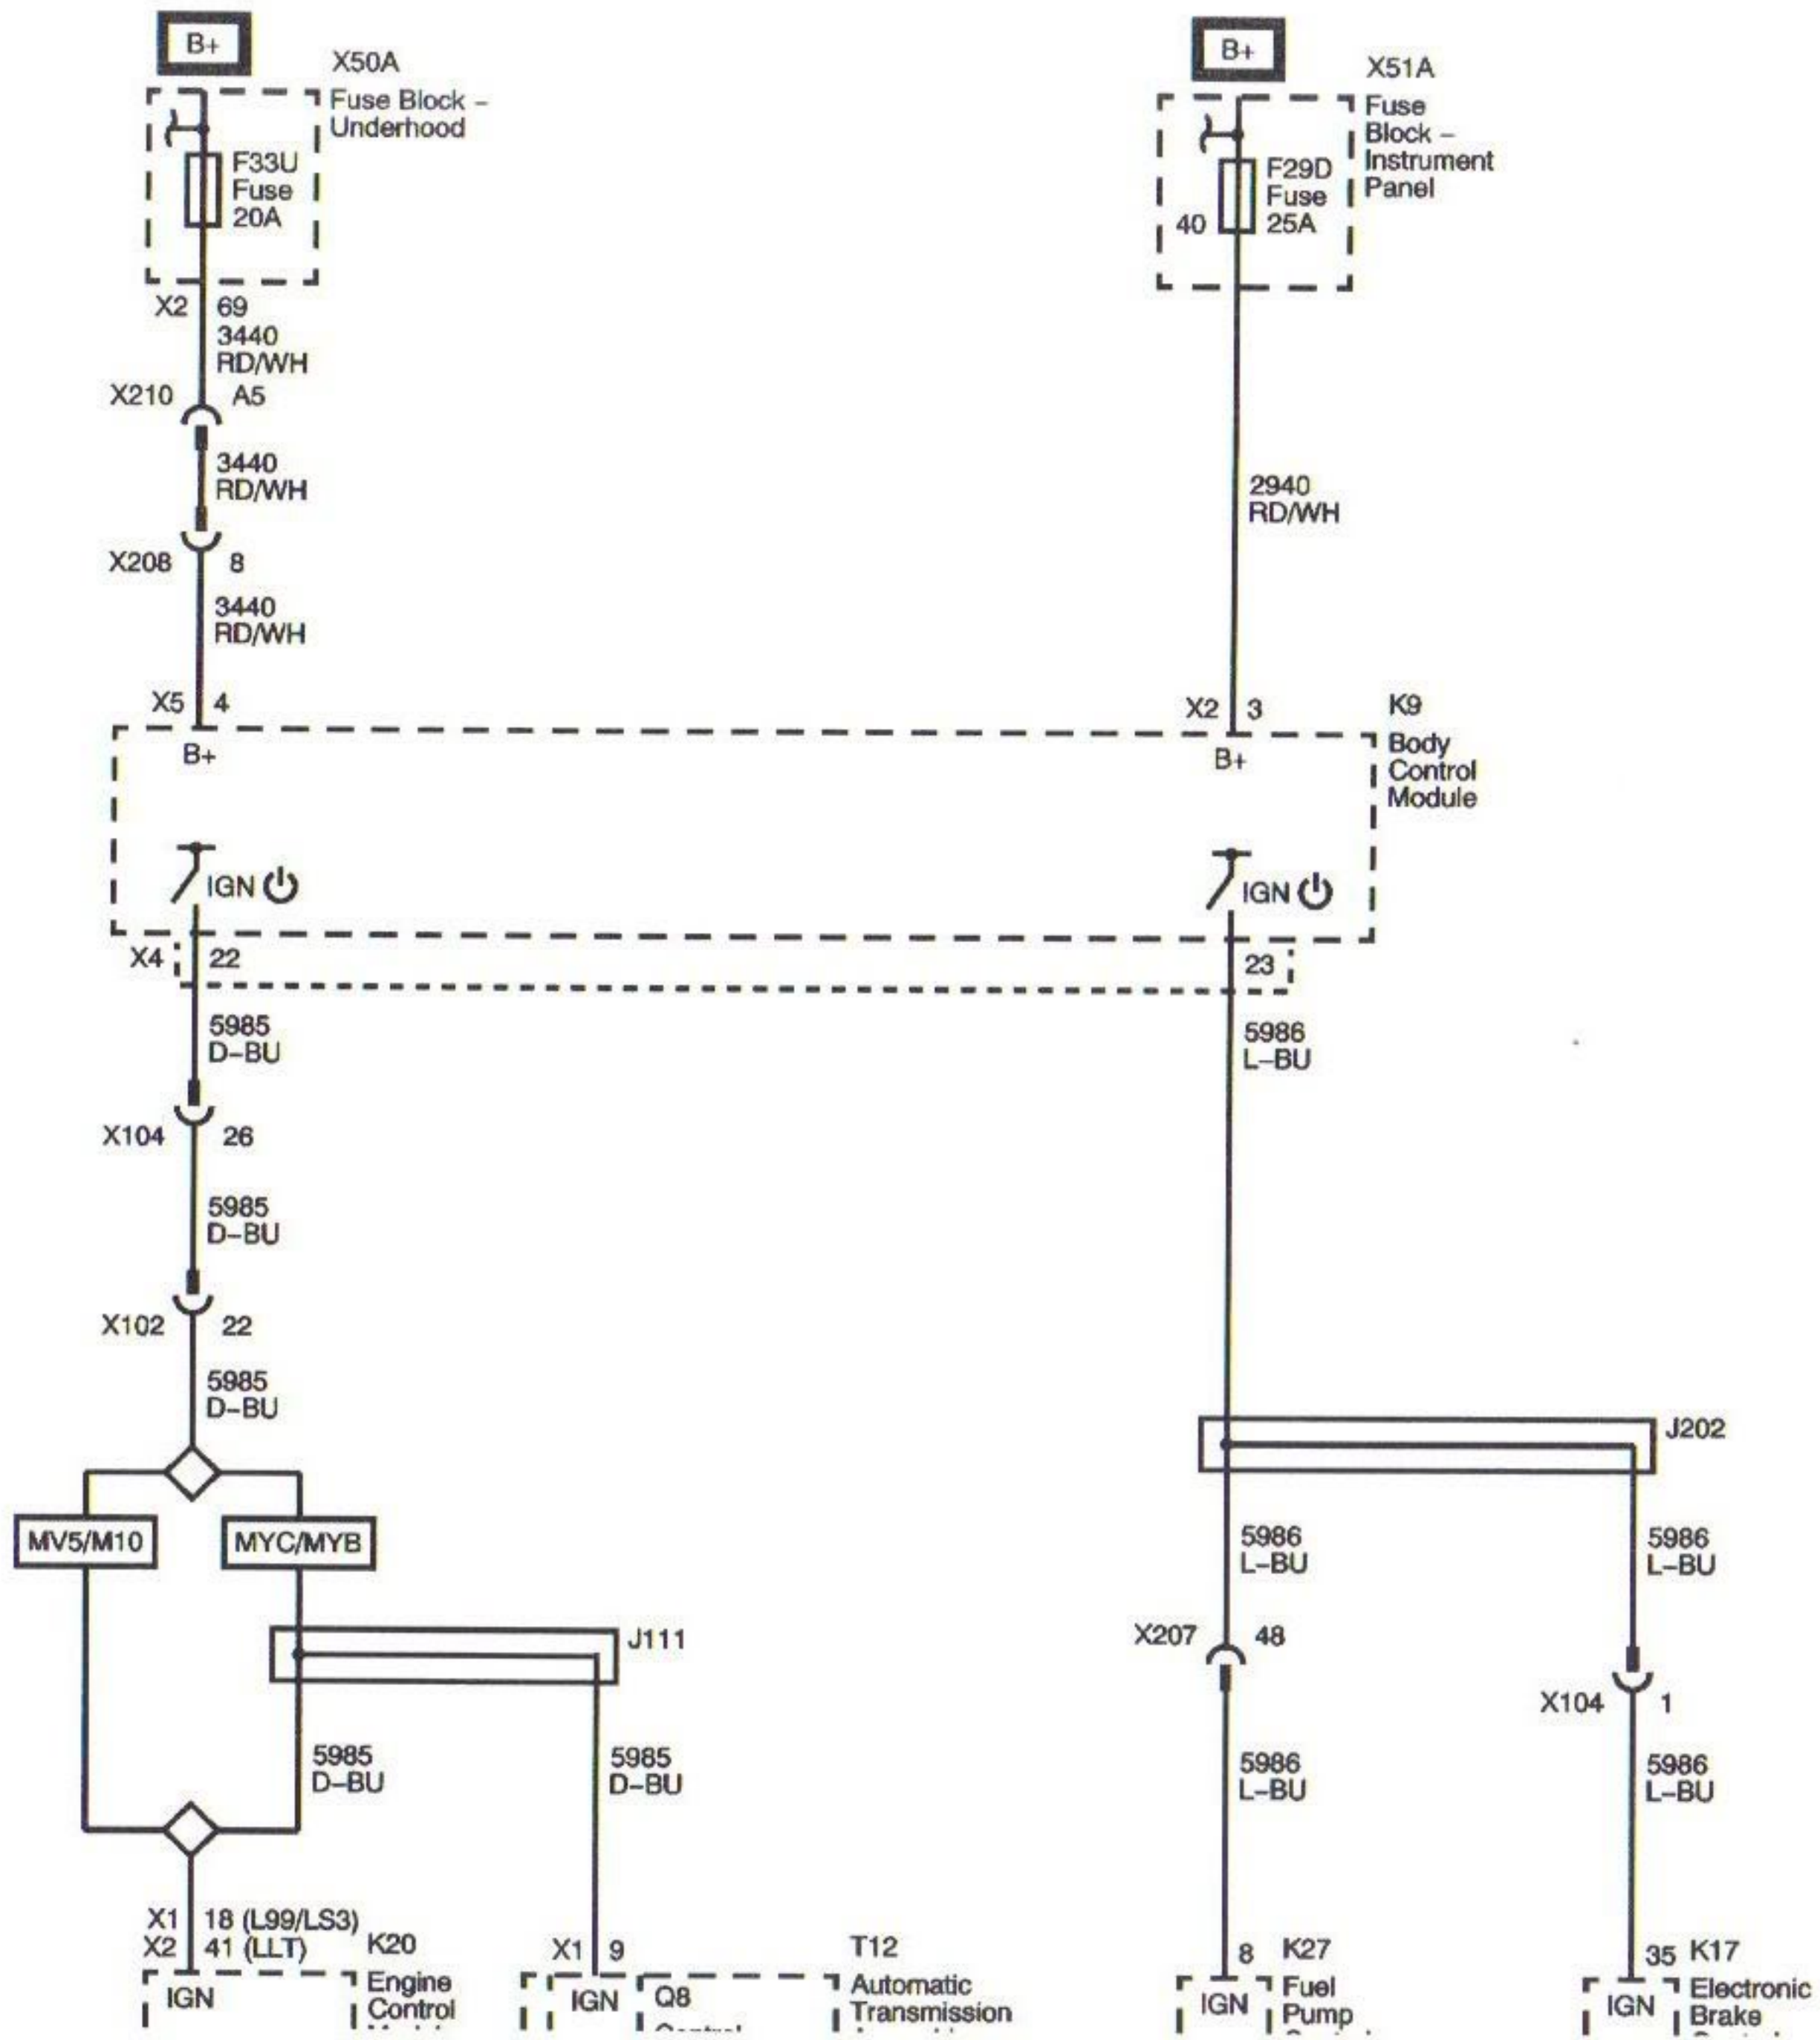 B+
X50A
Fuse Block –
Underhood
F33U
Fuse
20A
X2 69
3440
RD/WH
X210 A5
3440
RD/WH
X208 8
3440
RD/WH
X5 4
B+
X51A
Fuse
Block –
Instrument
Panel
F29D
Fuse
40 25A
2940
RD/WH
X2 3
K9
Body
Control
Module
B+
B+
IGN
IGN
X4 22
23
5985
D–BU
X104 26
5985
D–BU
X102 22
5985
D–BU
MV5/M10
MYC/MYB
J111
5985
D–BU
5985
D–BU
X1 18 (L99/LS3)
X2 41 (LLT)
K20
Engine
Control
IGN
X1 9
T12
Automatic
Transmission
IGN
Q8
5986
L–BU
J202
5986
L–BU
5986
L–BU
X207 48
X104 1
5986
L–BU
5986
L–BU
8 K27
Fuel
Pump
IGN
35 K17
Electronic
Brake
IGN